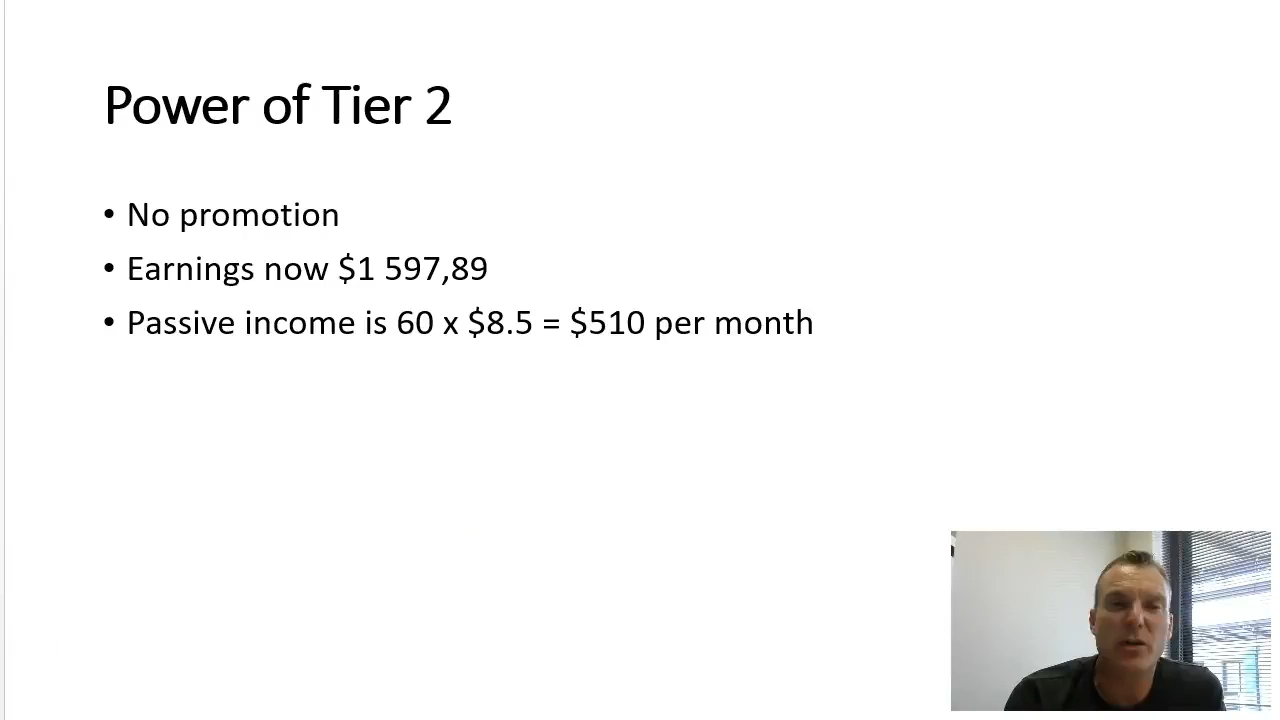 Power of Tier 2
• No promotion
• Earnings now $1 597,89
• Passive income is 60 x $8.5 = $510 per month